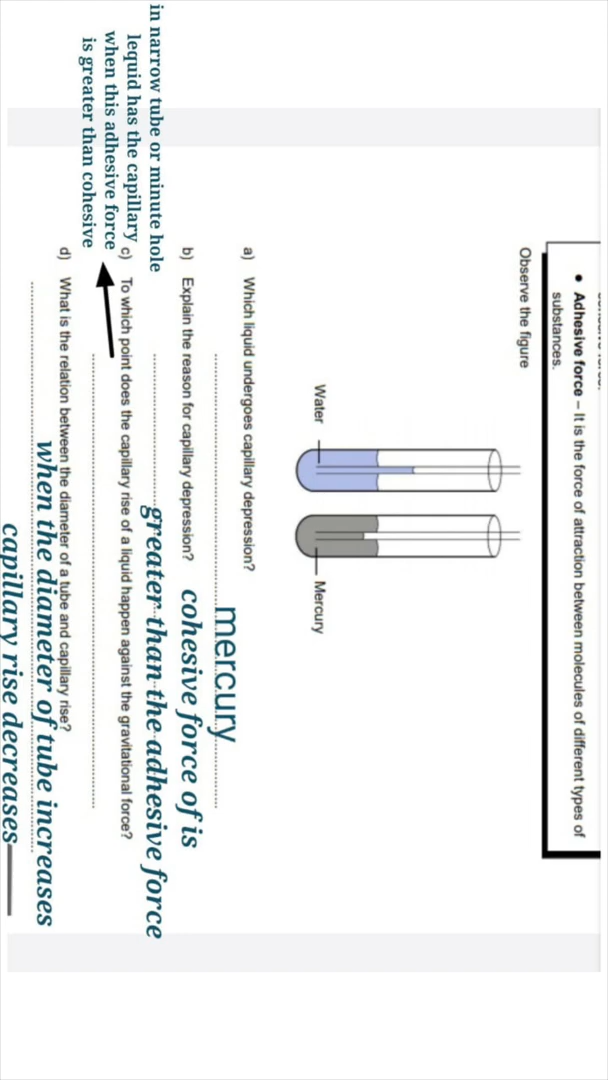 • Adhesive force – It is the force of attraction between molecules of different types of
substances.
Observe the figure
Water
Mercury
a) Which liquid undergoes capillary depression?
mercury
b) Explain the reason for capillary depression?
cohesive force of is
greater than the adhesive force
c) To which point does the capillary rise of a liquid happen against the gravitational force?
in narrow tube or minute hole
lequid has the capillary
when this adhesive force
is greater than cohesive
d) What is the relation between the diameter of a tube and capillary rise?
when the diameter of tube increases
capillary rise decreases